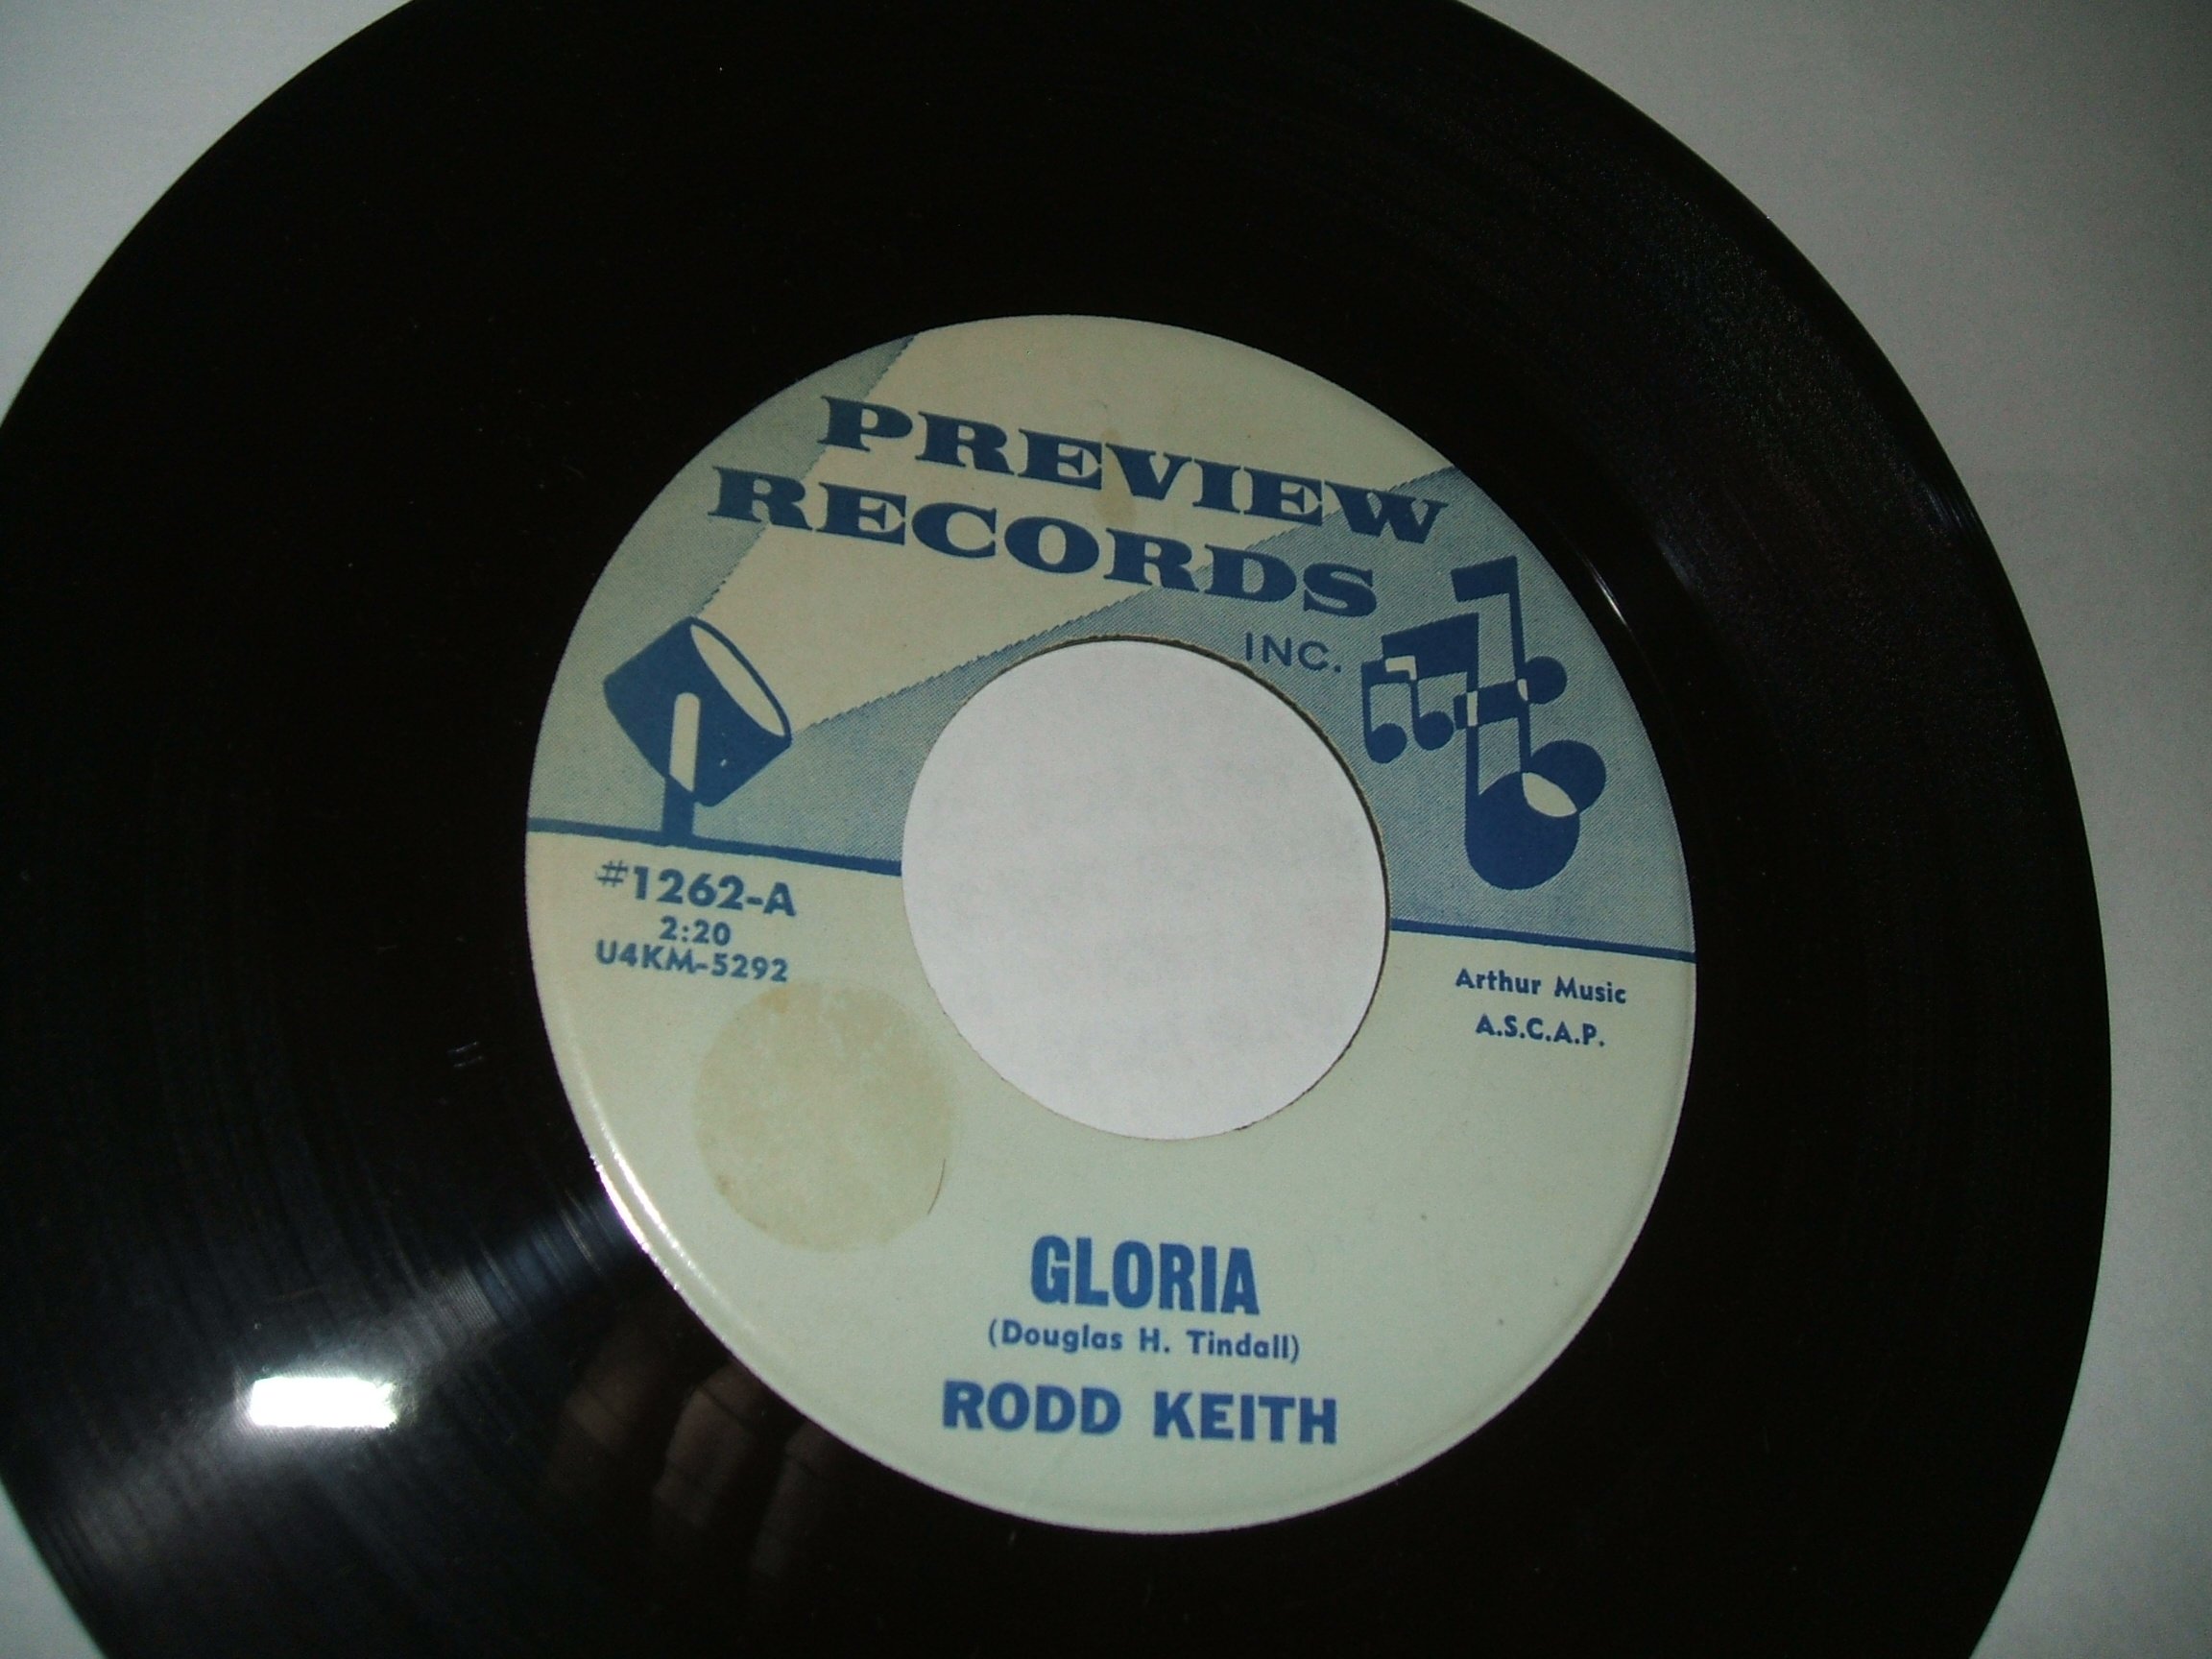 PREVIEW
RECORDS
INC.
#1262-A
2:20
U4KM-5292
Arthur Music
A.S.C.A.P.
GLORIA
(Douglas H. Tindall)
RODD KEITH